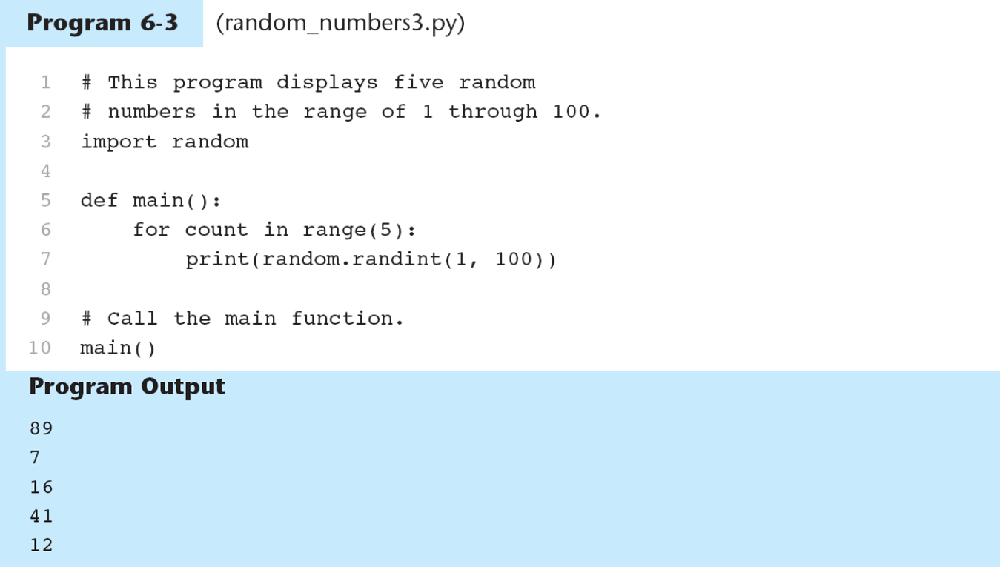 Program 6-3 (random_numbers3.py)
1 # This program displays five random
2 # numbers in the range of 1 through 100.
3 import random
4
5 def main():
6     for count in range(5):
7         print(random.randint(1, 100))
8
9 # Call the main function.
10 main()
Program Output
89
7
16
41
12